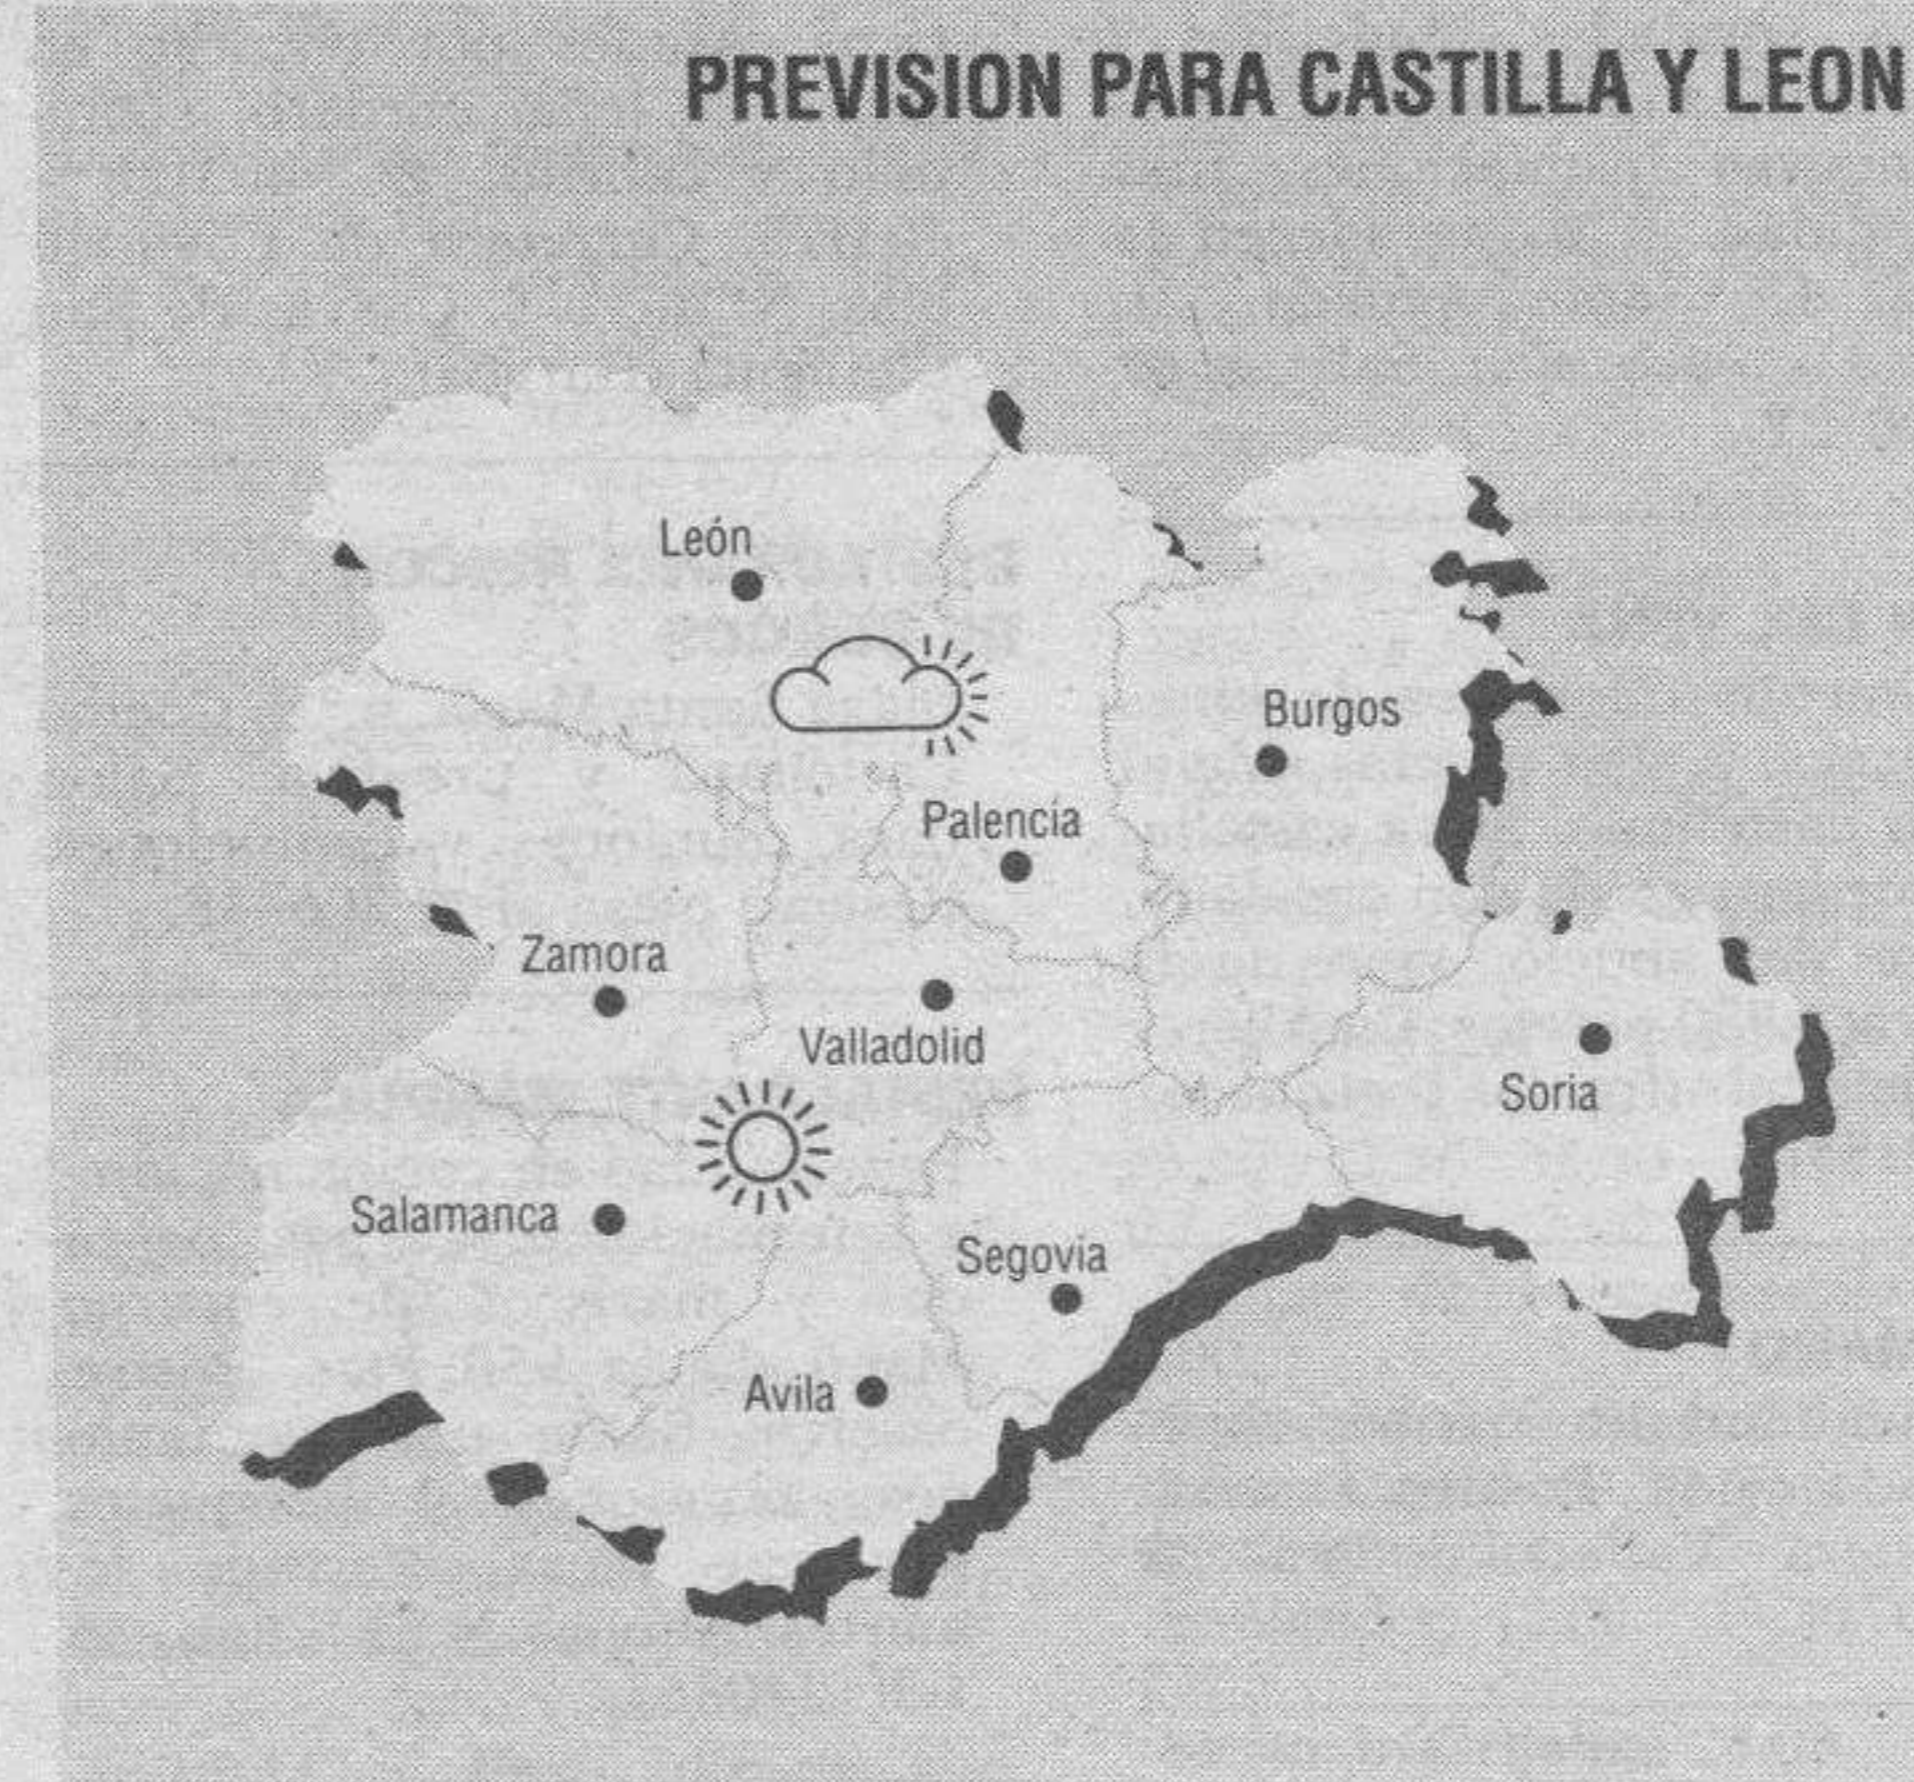 PREVISION PARA CASTILLA Y LEON
León
Burgos
Palencia
Zamora
Valladolid
Soria
Salamanca
Segovia
Avila